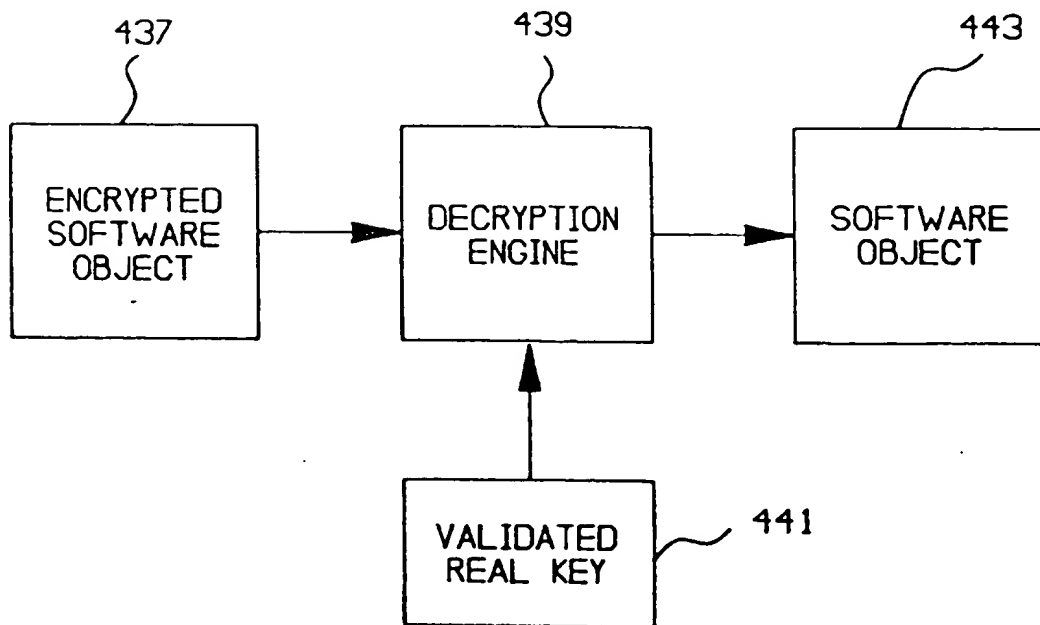 437
439
443
ENCRYPTED
SOFTWARE
OBJECT
DECRYPTION
ENGINE
SOFTWARE
OBJECT
VALIDATED
REAL KEY
441